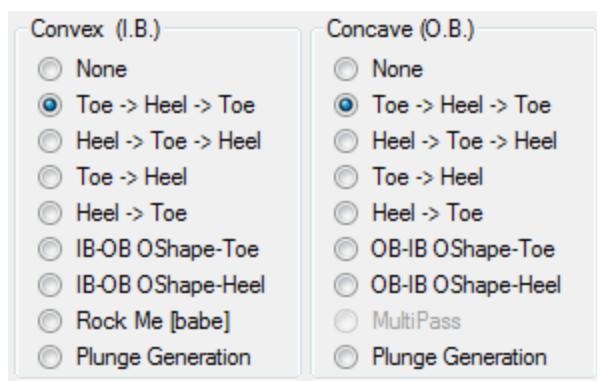 Convex (I.B.)
None
Toe -> Heel -> Toe
Heel -> Toe -> Heel
Toe -> Heel
Heel -> Toe
IB-OB OShape-Toe
IB-OB OShape-Heel
Rock Me [babe]
Plunge Generation
Concave (O.B.)
None
Toe -> Heel -> Toe
Heel -> Toe -> Heel
Toe -> Heel
Heel -> Toe
OB-IB OShape-Toe
OB-IB OShape-Heel
MultiPass
Plunge Generation